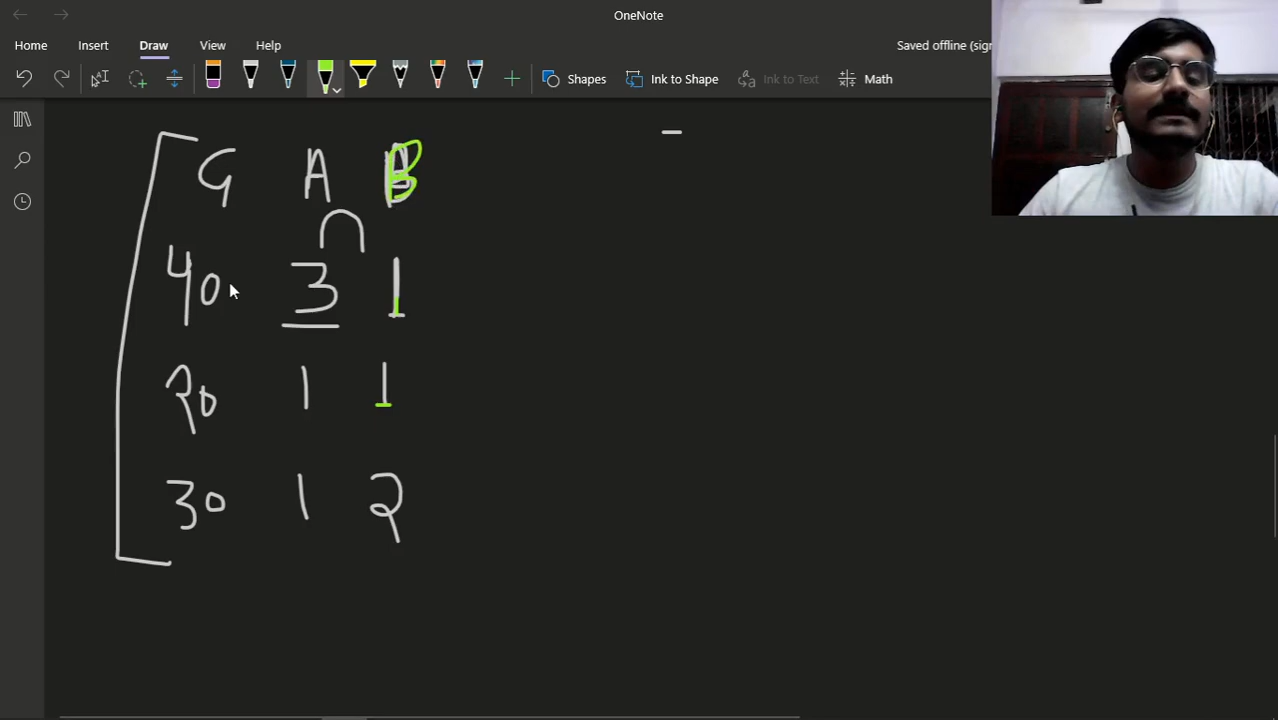 OneNote
Home Insert Draw View Help
Saved offline (sign
Shapes Ink to Shape Ink to Text Math
G A B
40 3 1
20 1 1
30 1 2